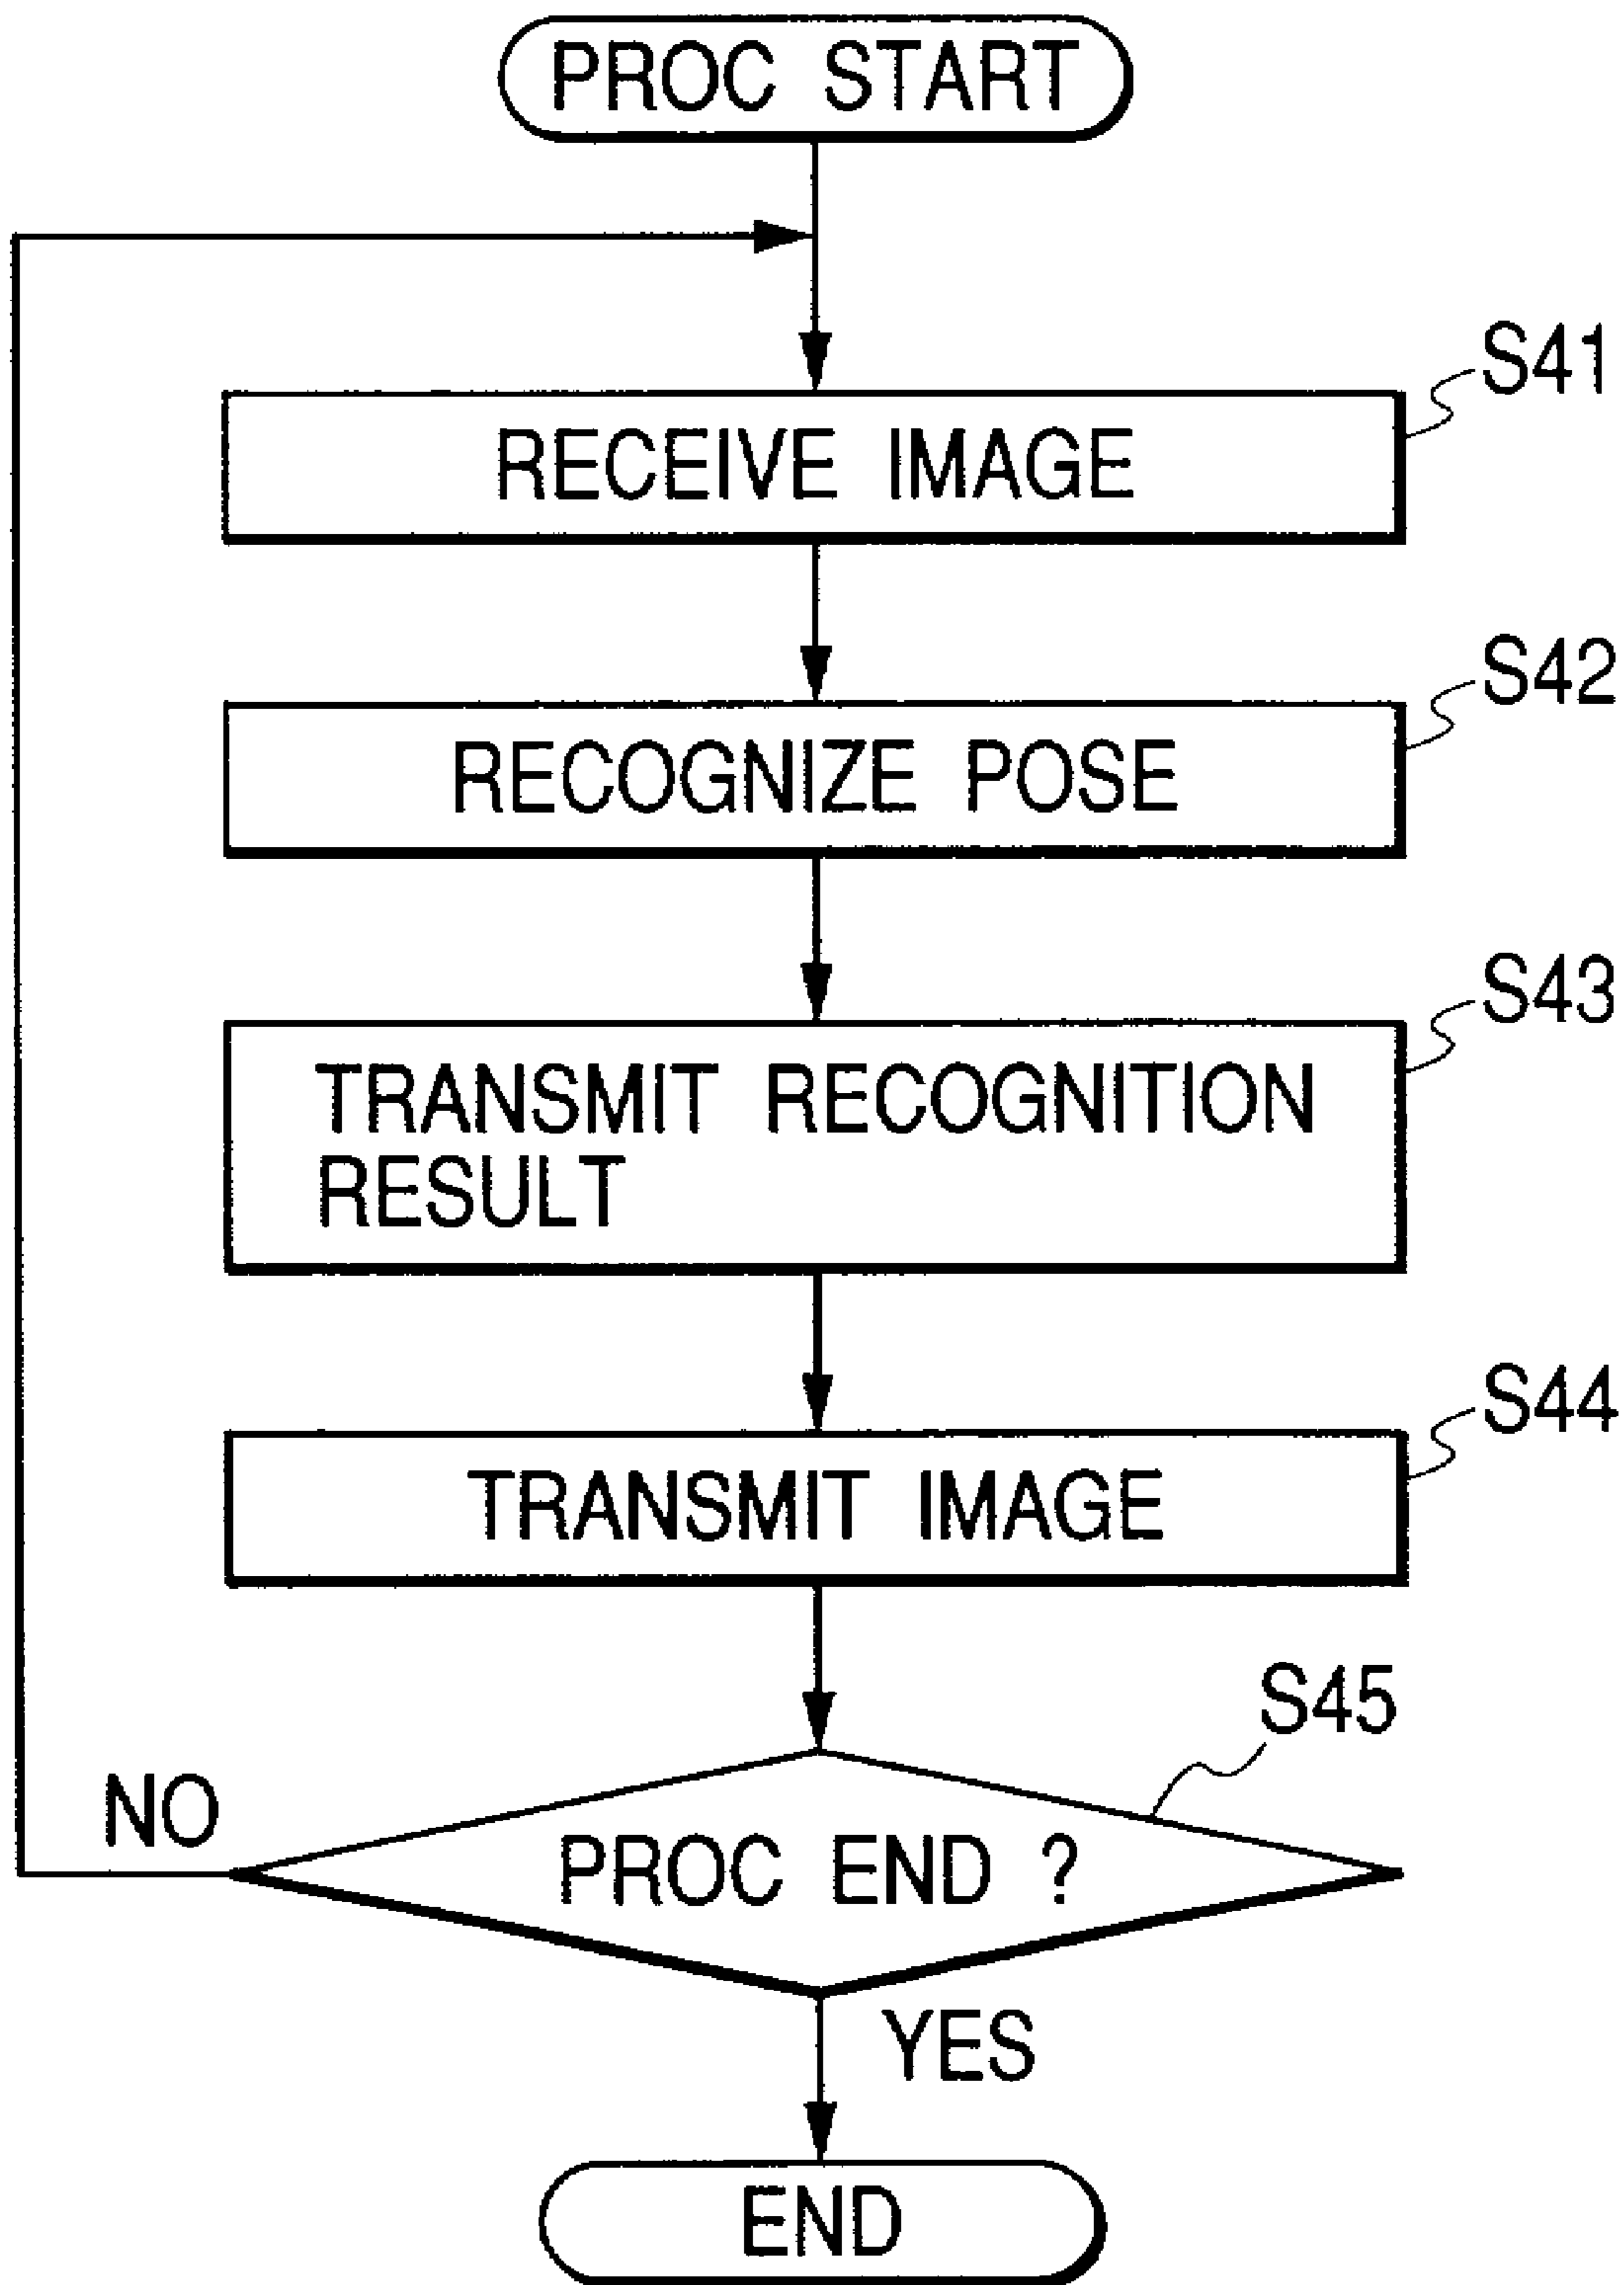 PROC START
S41
RECEIVE IMAGE
S42
RECOGNIZE POSE
S43
TRANSMIT RECOGNITION
RESULT
S44
TRANSMIT IMAGE
S45
NO
PROC END ?
YES
END